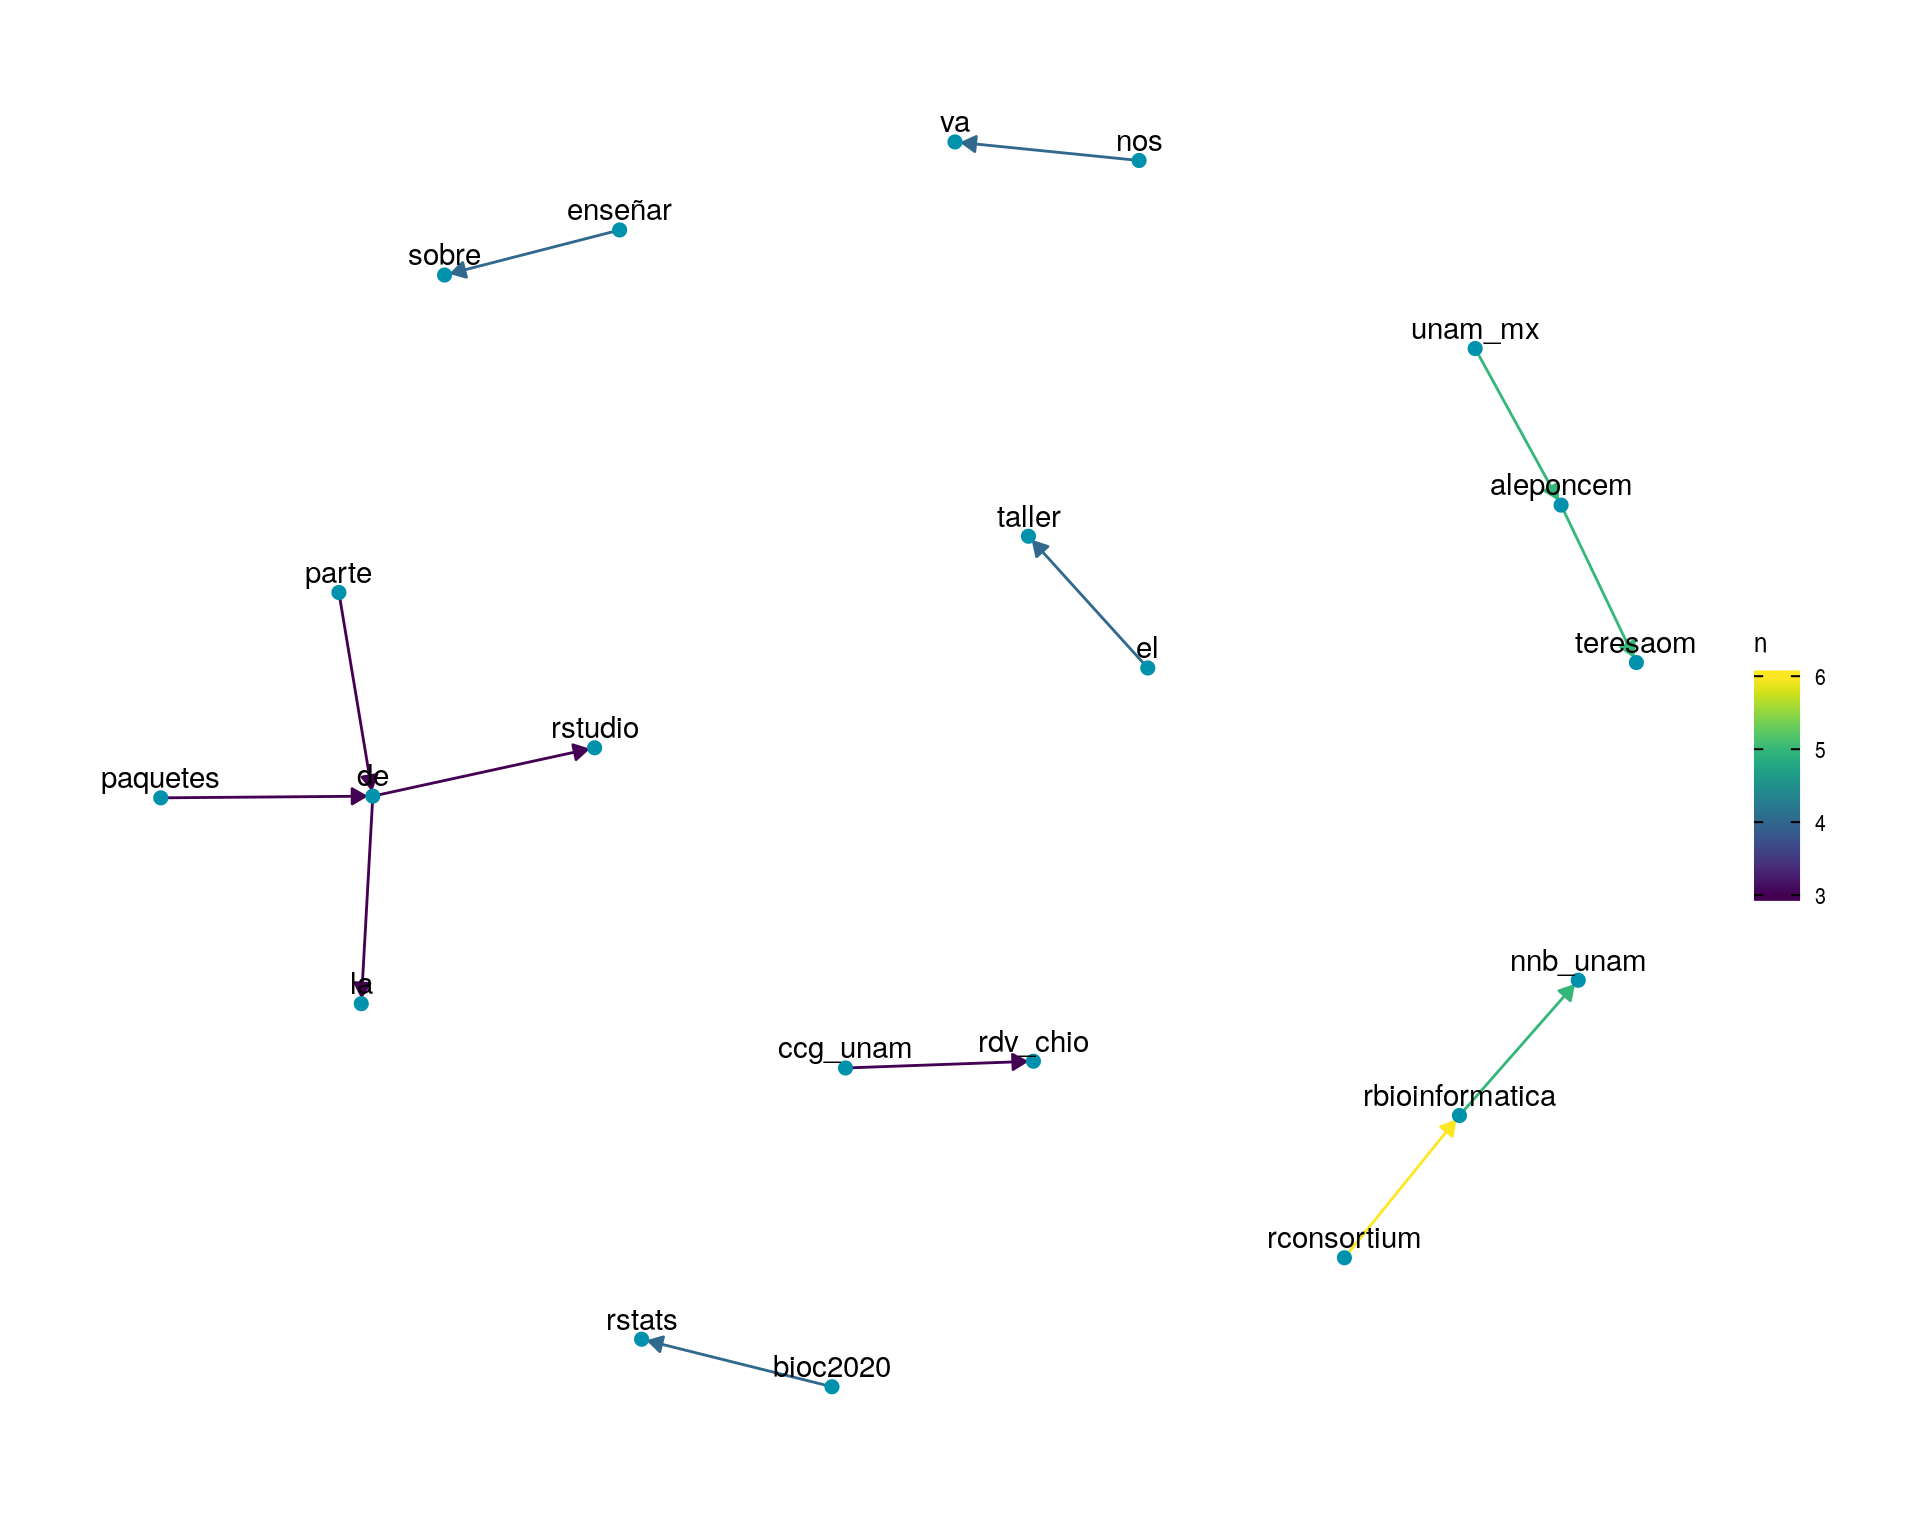 va
nos
enseñar
sobre
unam_mx
aleponcem
taller
parte
el
teresaom
n
6
5
4
3
rstudio
paquetes
de
la
nnb_unam
ccg_unam
rdv_chio
rbioinformatica
rconsortium
rstats
bioc2020